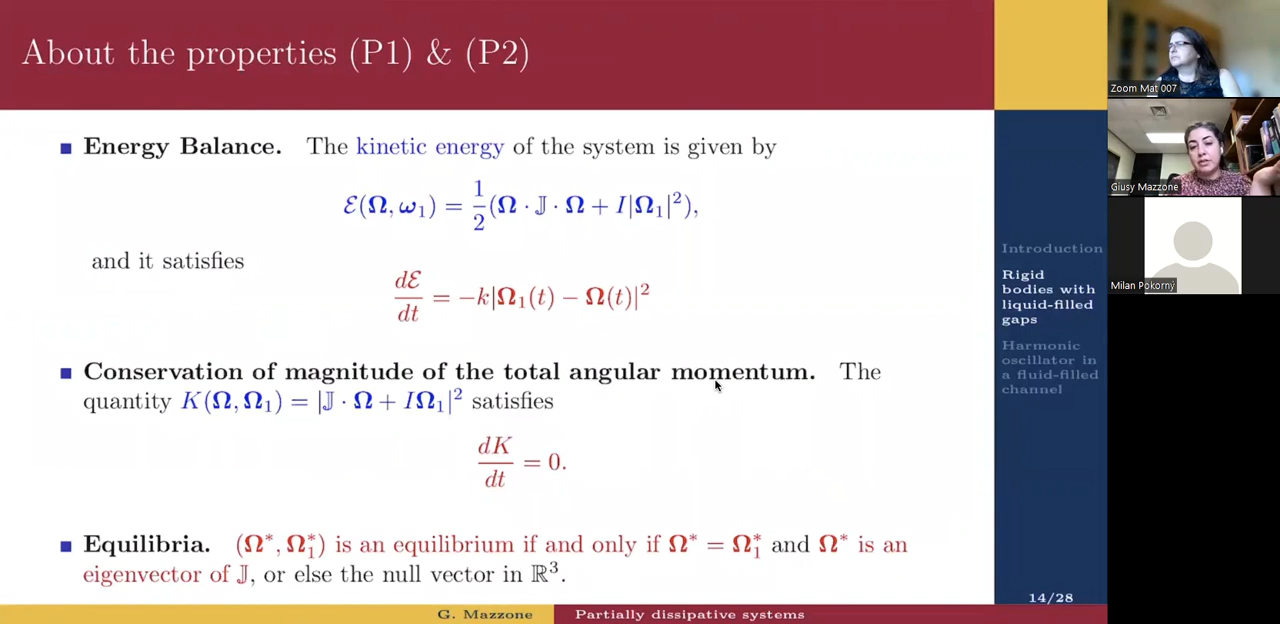 About the properties (P1) & (P2)
■ Energy Balance. The kinetic energy of the system is given by
ℰ(Ω, ω₁) = 1/2 (Ω · 𝕁 · Ω + I|Ω₁|²),
and it satisfies
dℰ/dt = −k|Ω₁(t) − Ω(t)|²
■ Conservation of magnitude of the total angular momentum. The
quantity K(Ω, Ω₁) = |𝕁 · Ω + IΩ₁|² satisfies
dK/dt = 0.
■ Equilibria. (Ω*, Ω₁*) is an equilibrium if and only if Ω* = Ω₁* and Ω* is an
eigenvector of 𝕁, or else the null vector in ℝ³.
Introduction
Rigid
bodies with
liquid-filled
gaps
Harmonic
oscillator in
a fluid-filled
channel
14/28
G. Mazzone
Partially dissipative systems
Zoom Mat 007
Giusy Mazzone
Milan Pokorný